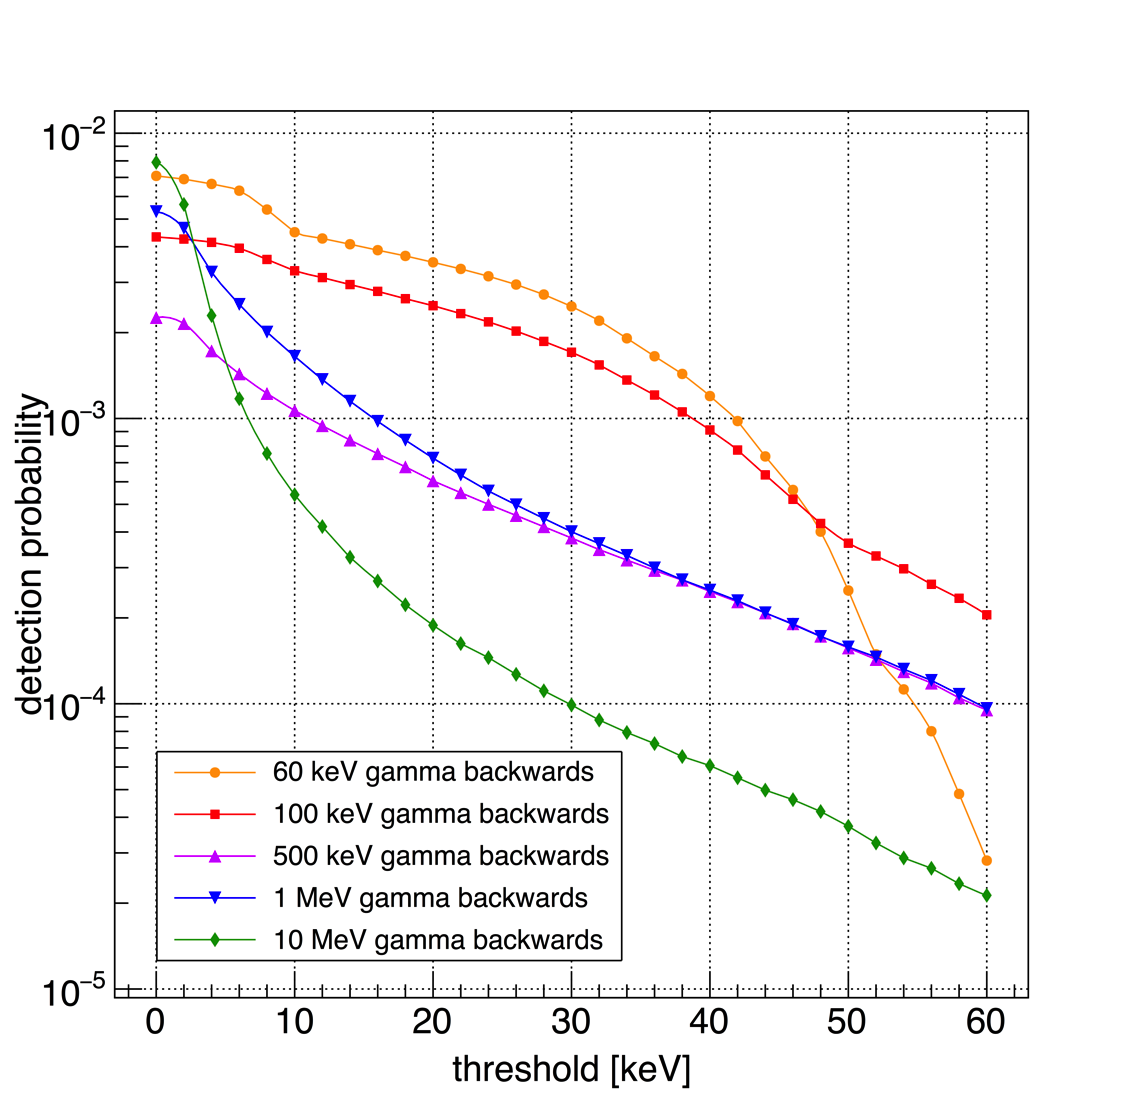 10⁻²
10⁻³
10⁻⁴
10⁻⁵
detection probability
60 keV gamma backwards
100 keV gamma backwards
500 keV gamma backwards
1 MeV gamma backwards
10 MeV gamma backwards
0 10 20 30 40 50 60
threshold [keV]